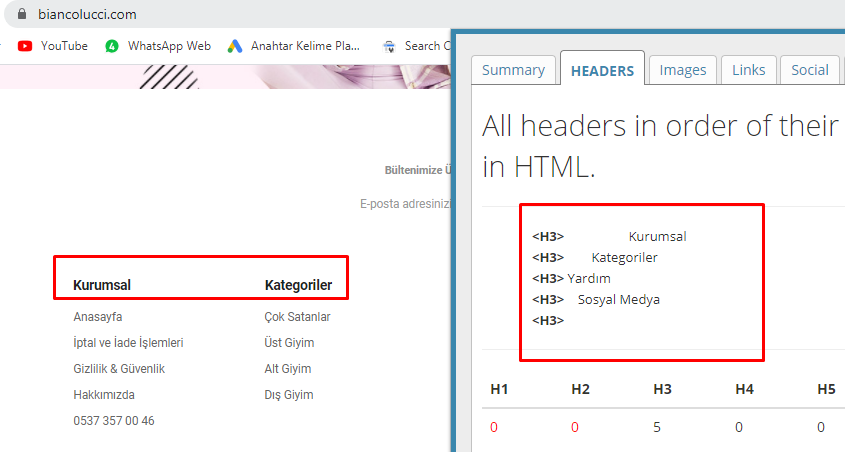 biancolucci.com
YouTube
WhatsApp Web
Anahtar Kelime Pla...
Search C
Bültenimize Ü
E-posta adresinizi
Kurumsal Kategoriler
Anasayfa Çok Satanlar
İptal ve İade İşlemleri Üst Giyim
Gizlilik & Güvenlik Alt Giyim
Hakkımızda Dış Giyim
0537 357 00 46
Summary HEADERS Images Links Social
All headers in order of their
in HTML.
<H3> Kurumsal
<H3> Kategoriler
<H3> Yardım
<H3> Sosyal Medya
<H3>
H1 H2 H3 H4 H5
0 0 5 0 0